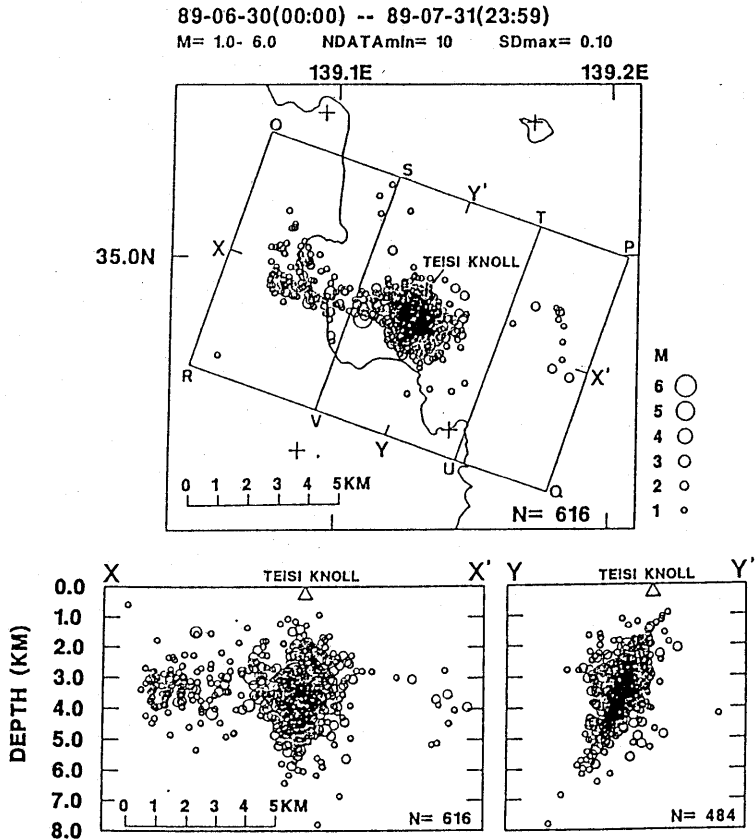 89-06-30(00:00) -- 89-07-31(23:59)
M= 1.0- 6.0 NDATAmin= 10 SDmax= 0.10
139.1E 139.2E
O
S
Y'
T
P
X
35.0N
TEISI KNOLL
X'
R
V
Y
U
Q
M
6
5
4
3
2
1
0 1 2 3 4 5KM
N= 616
X X' Y Y'
TEISI KNOLL TEISI KNOLL
0.0
1.0
2.0
3.0
4.0
5.0
6.0
7.0
8.0
DEPTH (KM)
0 1 2 3 4 5KM
N= 616 N= 484